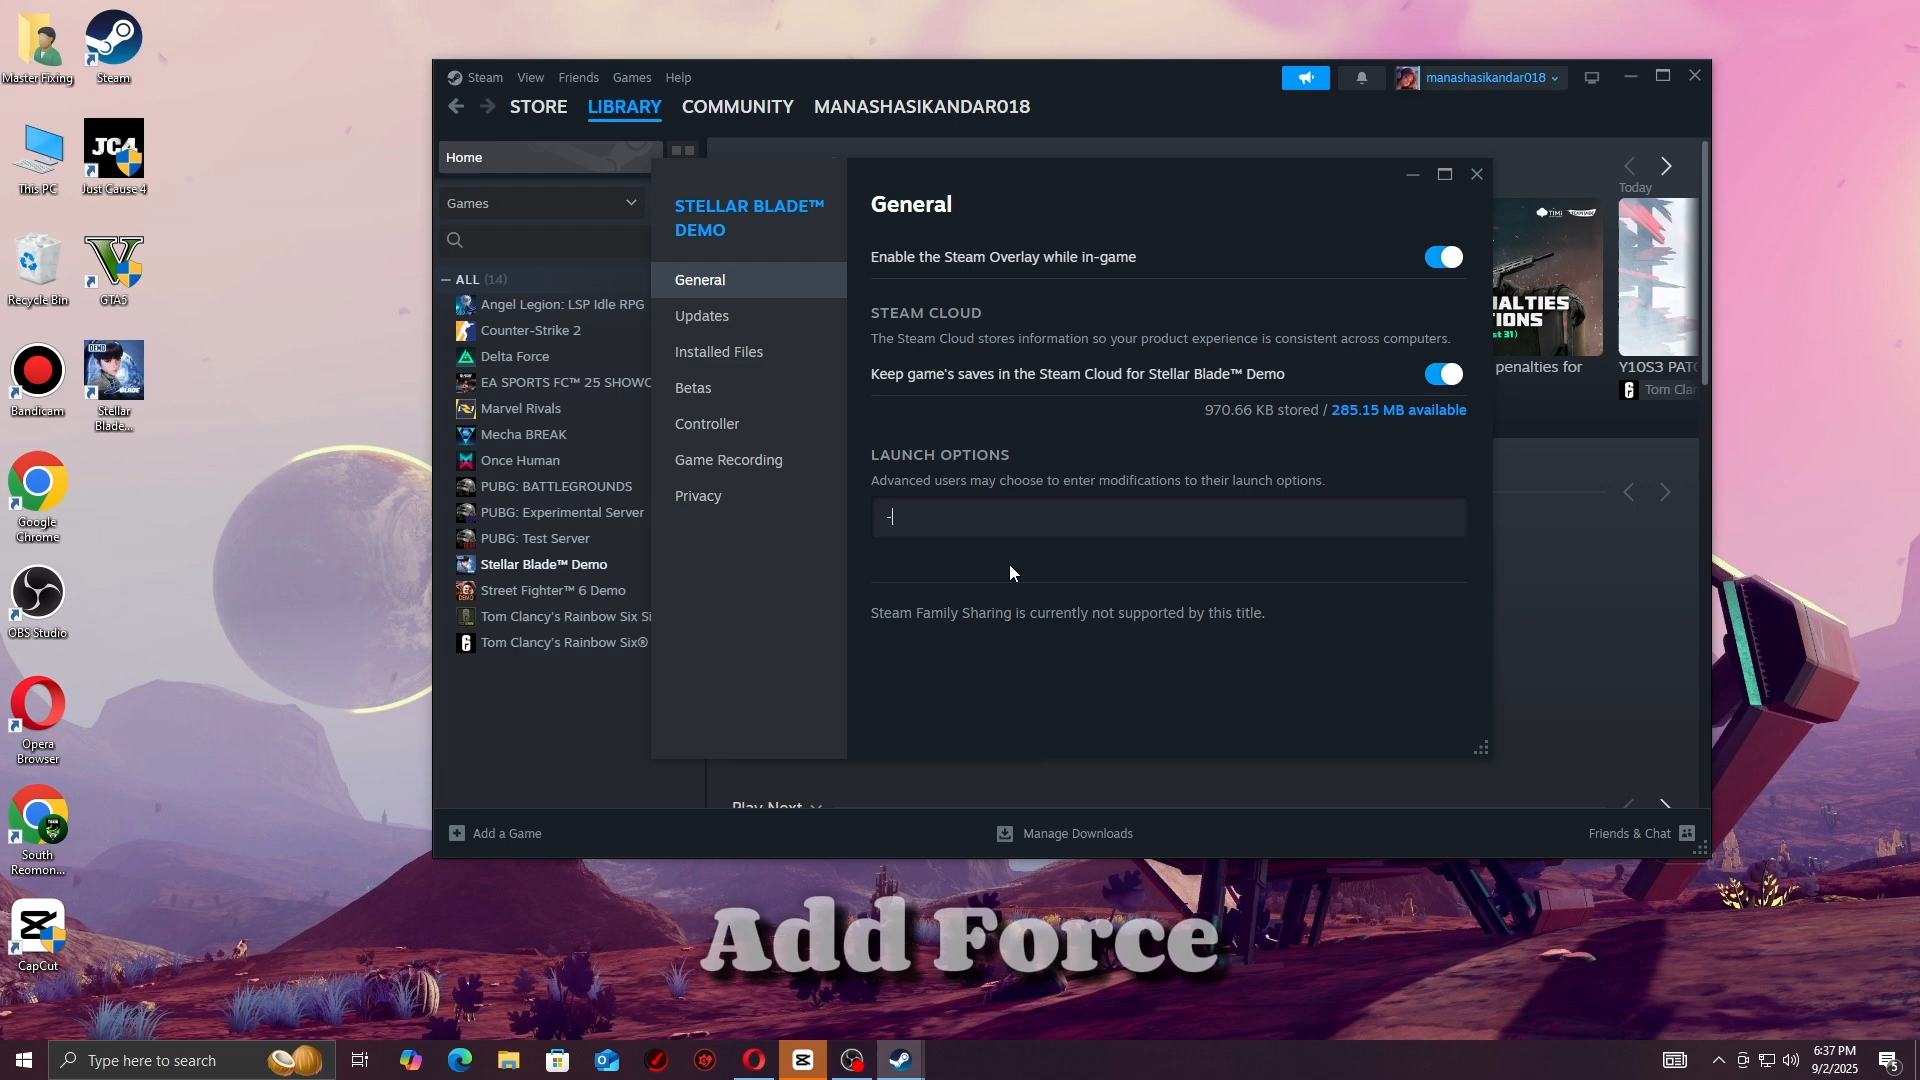 Master Fixing
Steam
This PC
JC4
Just Cause 4
Recycle Bin
GTA5
Bandicam
DEMO
Stellar
Blade...
Google
Chrome
OBS Studio
Opera
Browser
South
Reomon...
CapCut
Steam View Friends Games Help
manashasikandar018
STORE LIBRARY COMMUNITY MANASHASIKANDAR018
Home
Games
ALL (14)
Angel Legion: LSP Idle RPG
Counter-Strike 2
Delta Force
EA SPORTS FC™ 25 SHOWC
Marvel Rivals
Mecha BREAK
Once Human
PUBG: BATTLEGROUNDS
PUBG: Experimental Server
PUBG: Test Server
Stellar Blade™ Demo
Street Fighter™ 6 Demo
Tom Clancy's Rainbow Six Si
Tom Clancy's Rainbow Six®
STELLAR BLADE™
DEMO
General
Updates
Installed Files
Betas
Controller
Game Recording
Privacy
General
Enable the Steam Overlay while in-game
STEAM CLOUD
The Steam Cloud stores information so your product experience is consistent across computers.
Keep game's saves in the Steam Cloud for Stellar Blade™ Demo
970.66 KB stored / 285.15 MB available
LAUNCH OPTIONS
Advanced users may choose to enter modifications to their launch options.
-
Steam Family Sharing is currently not supported by this title.
Today
TiMi
ALTIES
IONS
st 31)
penalties for
Y10S3 PATC
Tom Clan
Play Next
Add a Game
Manage Downloads
Friends & Chat
Add Force
Type here to search
6:37 PM
9/2/2025
5